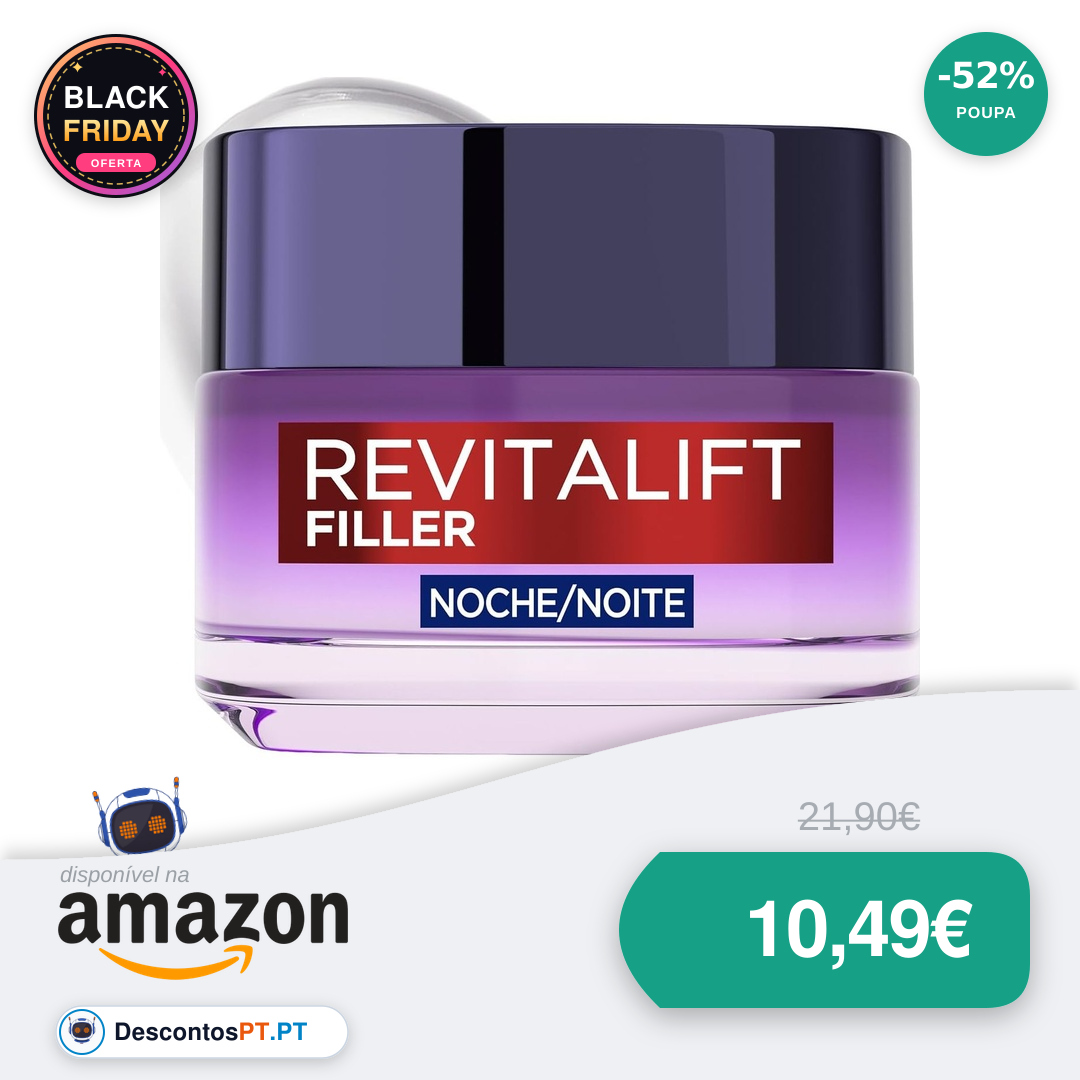 BLACK
FRIDAY
OFERTA
-52%
POUPA
REVITALIFT
FILLER
NOCHE/NOITE
21,90€
10,49€
disponível na
amazon
DescontosPT.PT